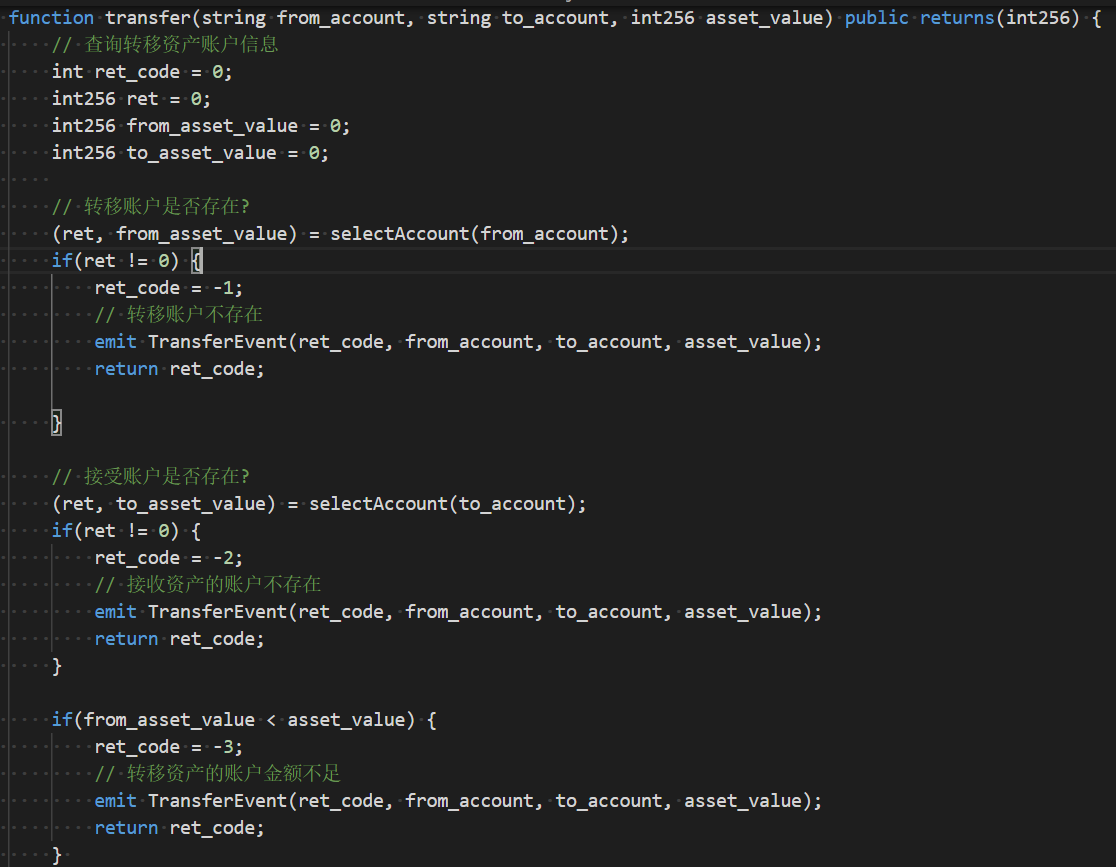 function transfer(string from_account, string to_account, int256 asset_value) public returns(int256) {
// 查询转移资产账户信息
int ret_code = 0;
int256 ret = 0;
int256 from_asset_value = 0;
int256 to_asset_value = 0;
// 转移账户是否存在?
(ret, from_asset_value) = selectAccount(from_account);
if(ret != 0) {
ret_code = -1;
// 转移账户不存在
emit TransferEvent(ret_code, from_account, to_account, asset_value);
return ret_code;
}
// 接受账户是否存在?
(ret, to_asset_value) = selectAccount(to_account);
if(ret != 0) {
ret_code = -2;
// 接收资产的账户不存在
emit TransferEvent(ret_code, from_account, to_account, asset_value);
return ret_code;
}
if(from_asset_value < asset_value) {
ret_code = -3;
// 转移资产的账户金额不足
emit TransferEvent(ret_code, from_account, to_account, asset_value);
return ret_code;
}